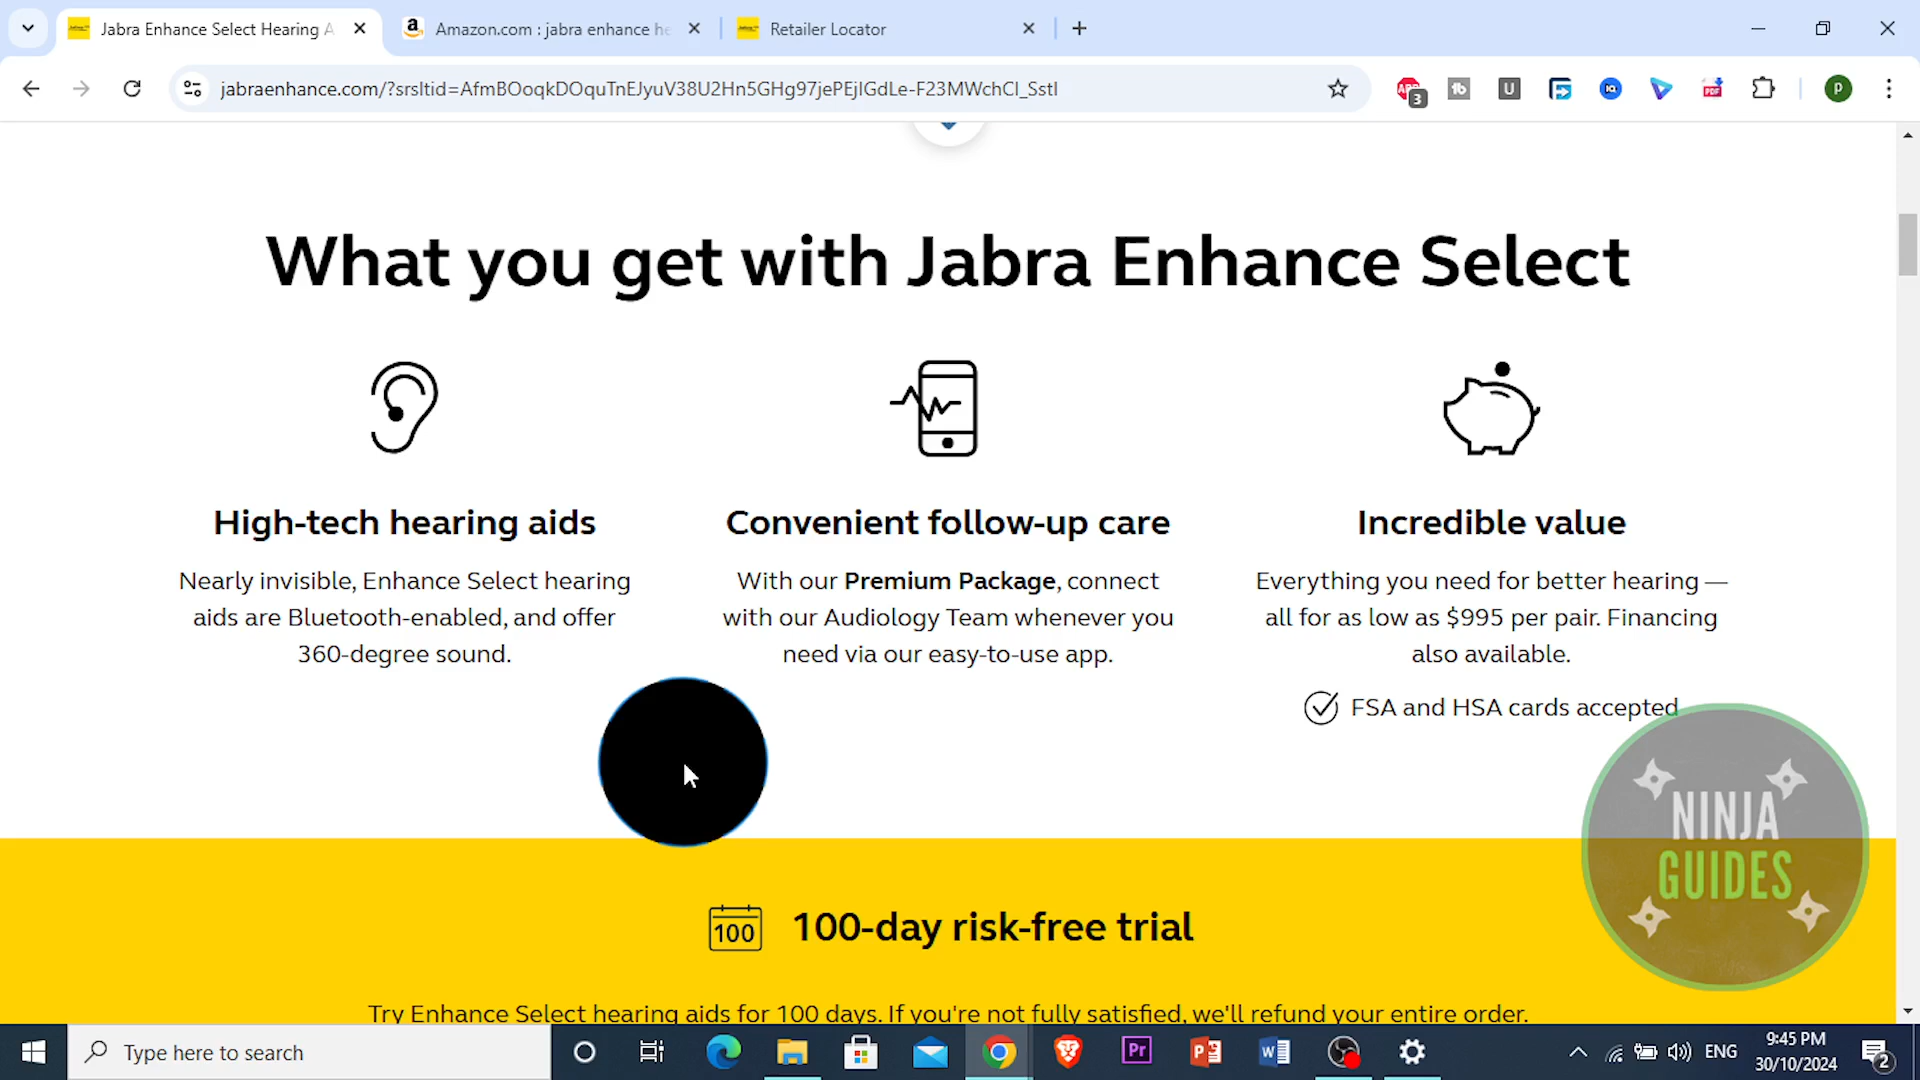 Jabra Enhance Select Hearing A
Amazon.com : jabra enhance he
Retailer Locator
jabraenhance.com/?srsltid=AfmBOoqkDOquTnEJyuV38U2Hn5GHg97jePEjIGdLe-F23MWchCl_Sstl
3
U
PDF
P
What you get with Jabra Enhance Select
High-tech hearing aids
Nearly invisible, Enhance Select hearing
aids are Bluetooth-enabled, and offer
360-degree sound.
Convenient follow-up care
With our Premium Package, connect
with our Audiology Team whenever you
need via our easy-to-use app.
Incredible value
Everything you need for better hearing —
all for as low as $995 per pair. Financing
also available.
FSA and HSA cards accepted
NINJA
GUIDES
100
100-day risk-free trial
Try Enhance Select hearing aids for 100 days. If you're not fully satisfied, we'll refund your entire order.
Type here to search
Pr
ENG
9:45 PM
30/10/2024
2